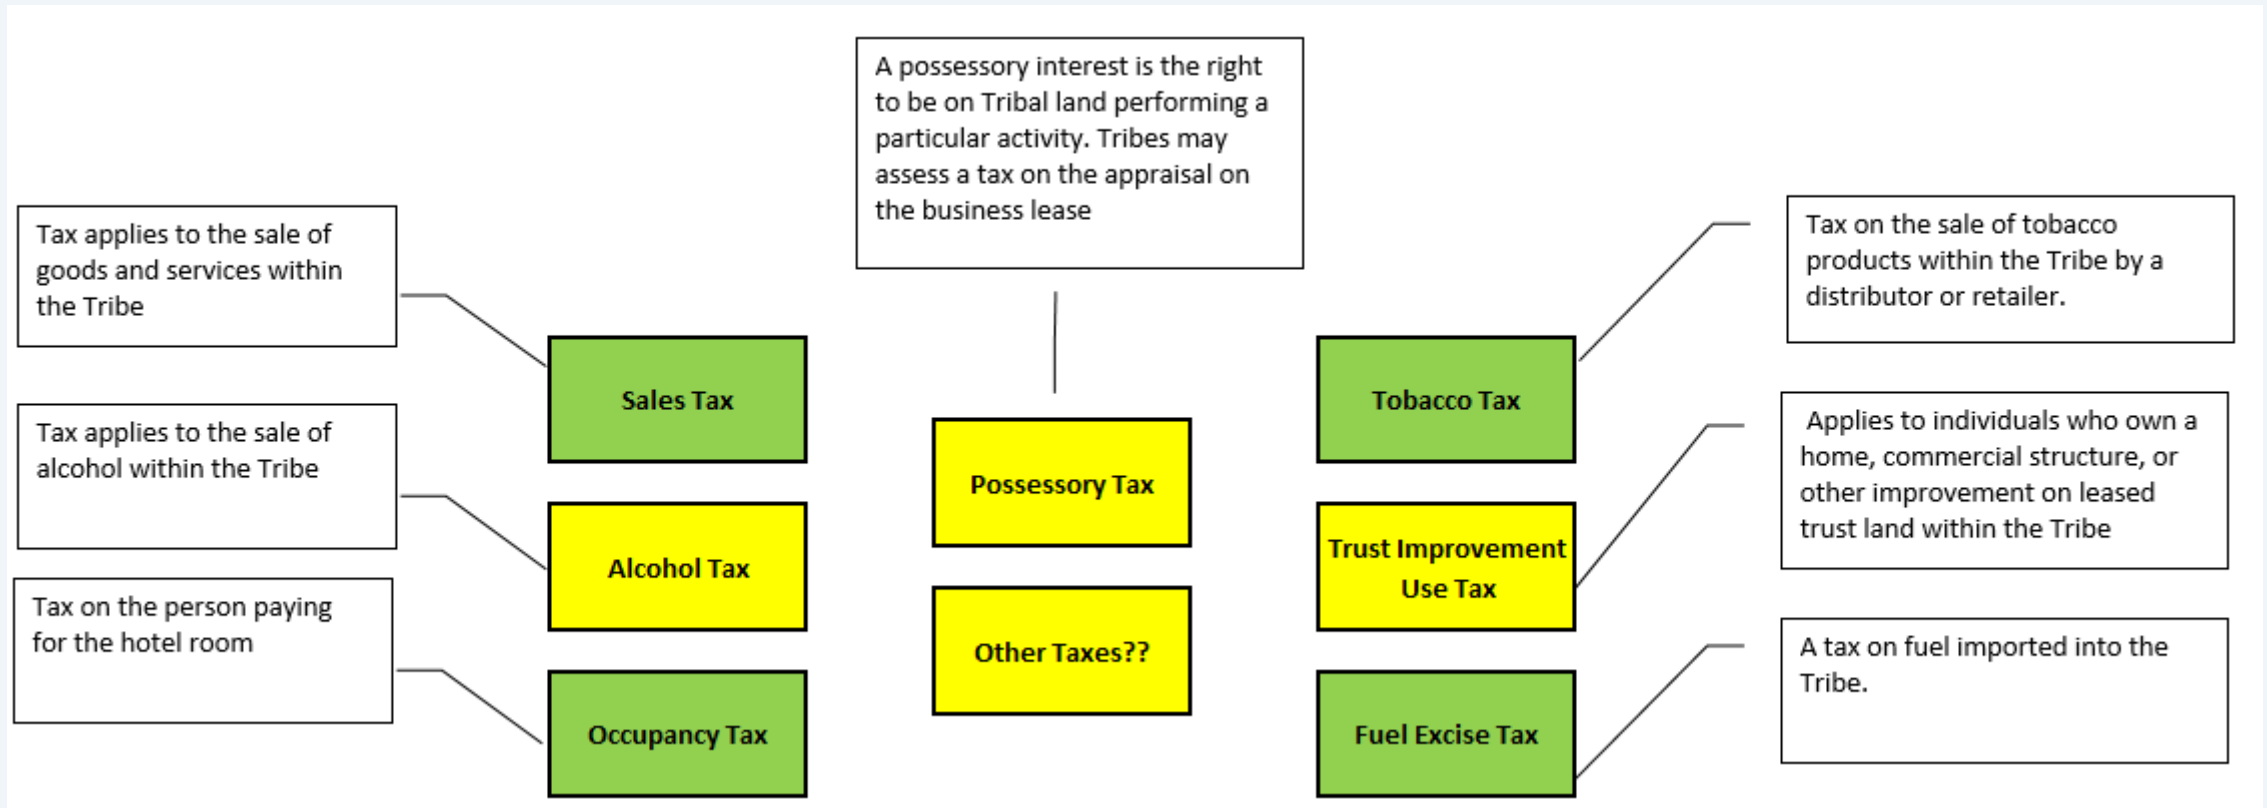 A possessory interest is the right
to be on Tribal land performing a
particular activity. Tribes may
assess a tax on the appraisal on
the business lease
Tax applies to the sale of
goods and services within
the Tribe
Tax on the sale of tobacco
products within the Tribe by a
distributor or retailer.
Sales Tax
Tobacco Tax
Tax applies to the sale of
alcohol within the Tribe
Possessory Tax
Applies to individuals who own a
home, commercial structure, or
other improvement on leased
trust land within the Tribe
Alcohol Tax
Trust Improvement
Use Tax
Tax on the person paying
for the hotel room
Other Taxes??
A tax on fuel imported into the
Tribe.
Occupancy Tax
Fuel Excise Tax